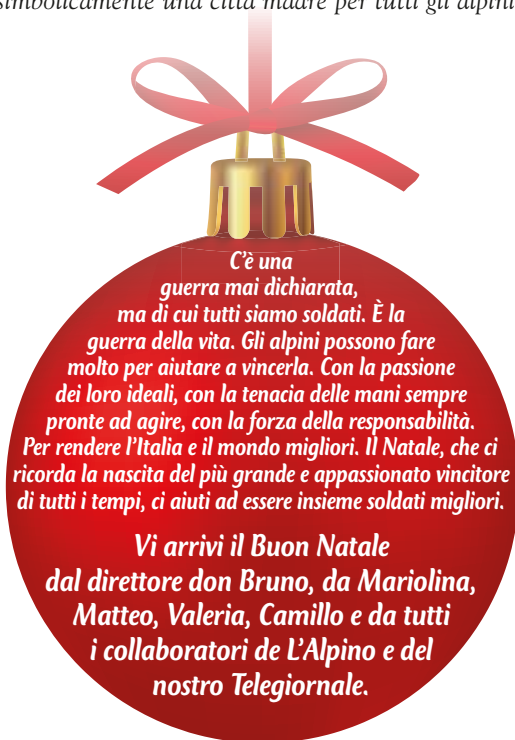 simbolicamente una città madre per tutti gli alpini
C'è una
guerra mai dichiarata,
ma di cui tutti siamo soldati. È la
guerra della vita. Gli alpini possono fare
molto per aiutare a vincerla. Con la passione
dei loro ideali, con la tenacia delle mani sempre
pronte ad agire, con la forza della responsabilità.
Per rendere l'Italia e il mondo migliori. Il Natale, che ci
ricorda la nascita del più grande e appassionato vincitore
di tutti i tempi, ci aiuti ad essere insieme soldati migliori.
Vi arrivi il Buon Natale
dal direttore don Bruno, da Mariolina,
Matteo, Valeria, Camillo e da tutti
i collaboratori de L'Alpino e del
nostro Telegiornale.